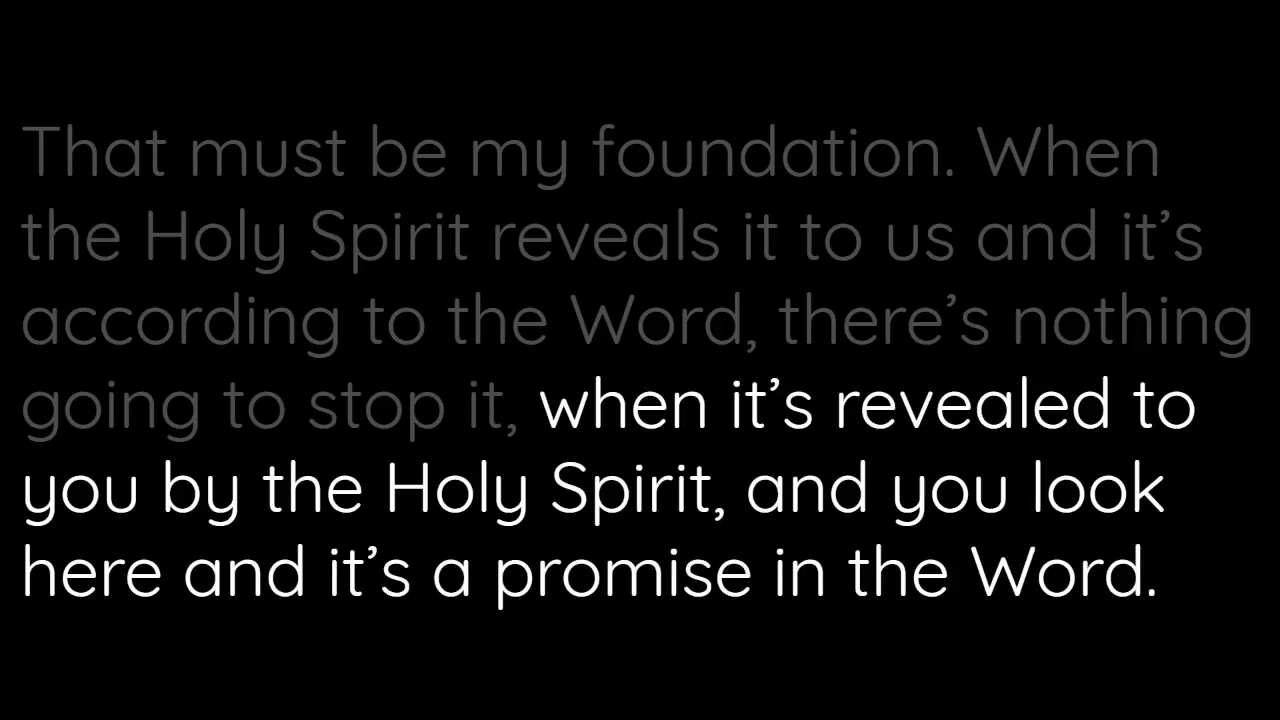 That must be my foundation. When
the Holy Spirit reveals it to us and it’s
according to the Word, there’s nothing
going to stop it, when it’s revealed to
you by the Holy Spirit, and you look
here and it’s a promise in the Word.